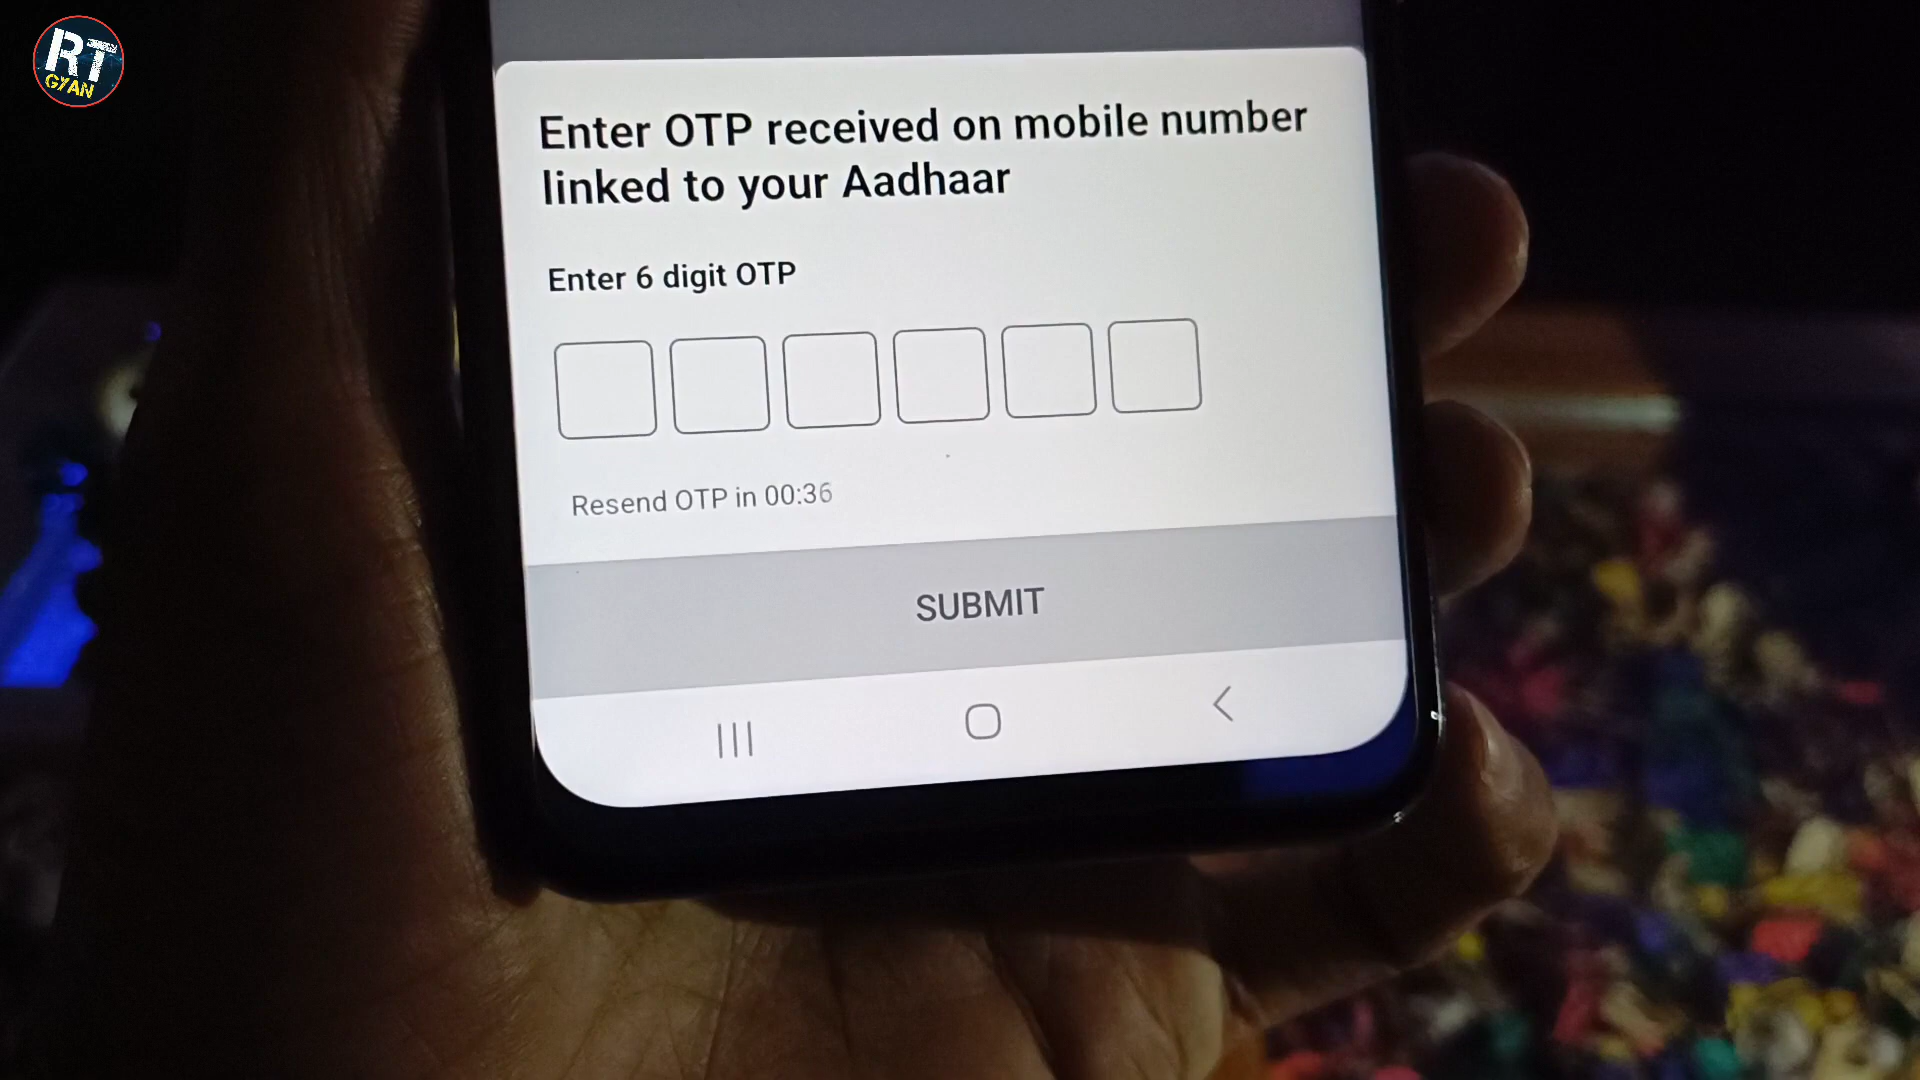 RT
GYAN
Enter OTP received on mobile number
linked to your Aadhaar
Enter 6 digit OTP
Resend OTP in 00:36
SUBMIT